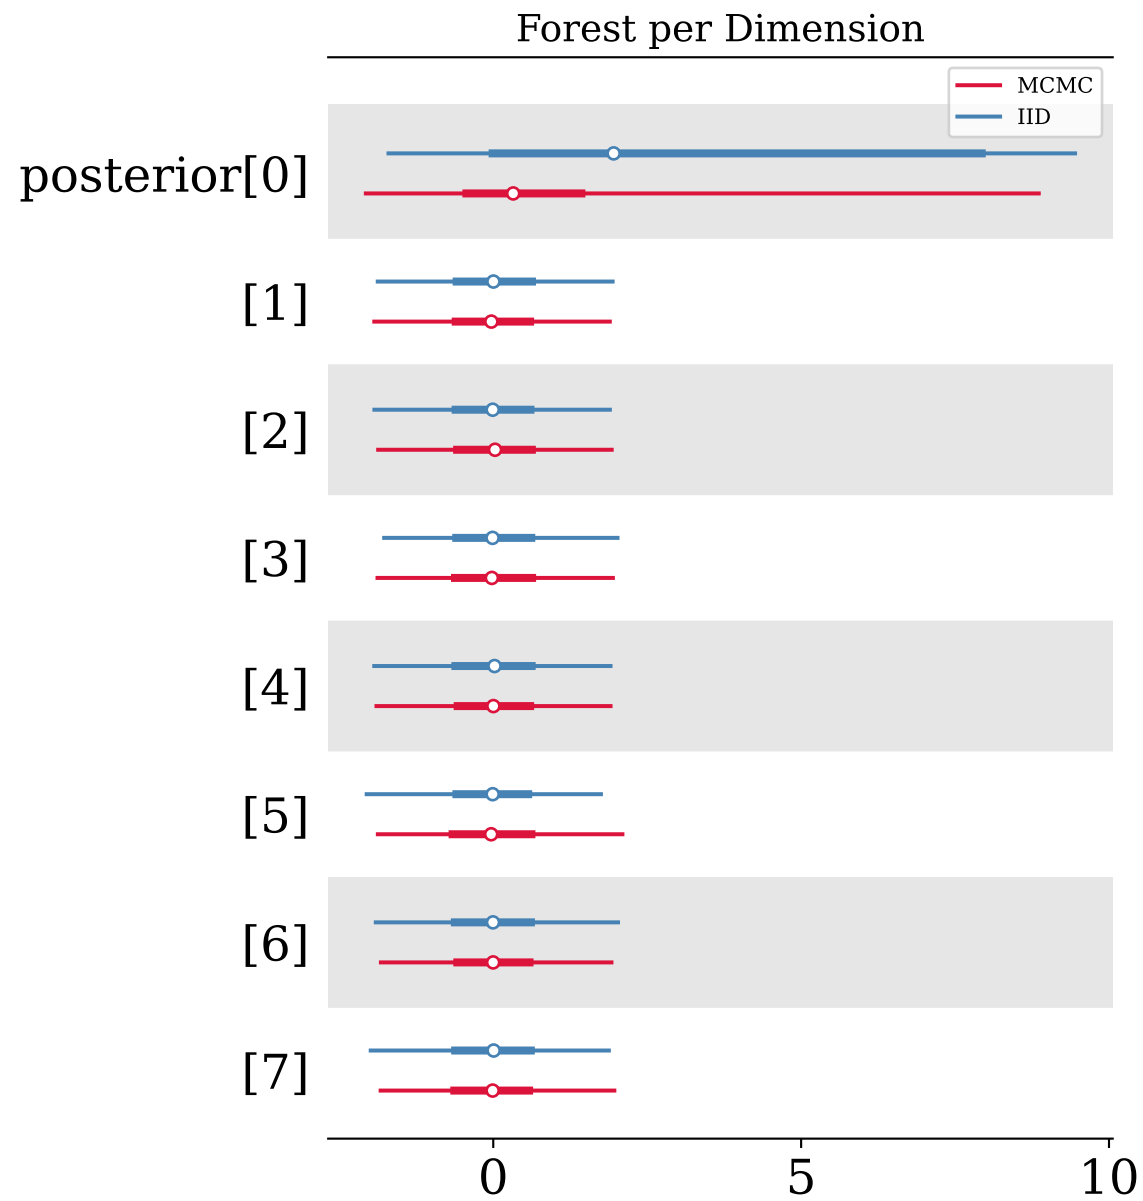 Forest per Dimension
MCMC
IID
posterior[0]
[1]
[2]
[3]
[4]
[5]
[6]
[7]
0 5 10